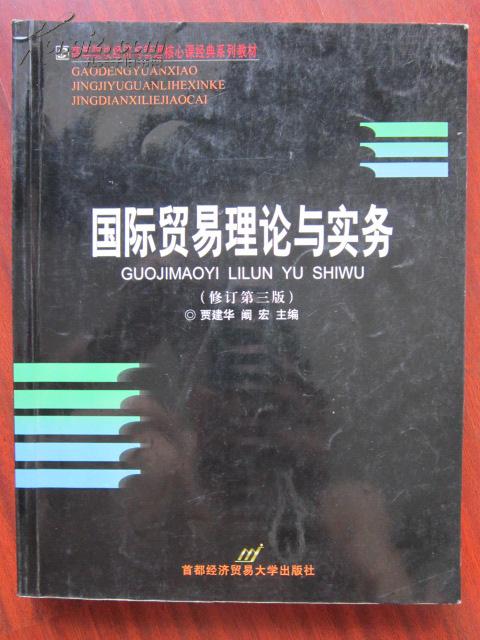 核心课经典系列教材
GAODENGYUANXIAO
JINGJIYUGUANLIHEXINKE
JINGDIANXILIEJIAOCAI
国际贸易理论与实务
GUOJIMAOYI LILUN YU SHIWU
(修订第三版)
◎ 贾建华 阚 宏 主编
首都经济贸易大学出版社